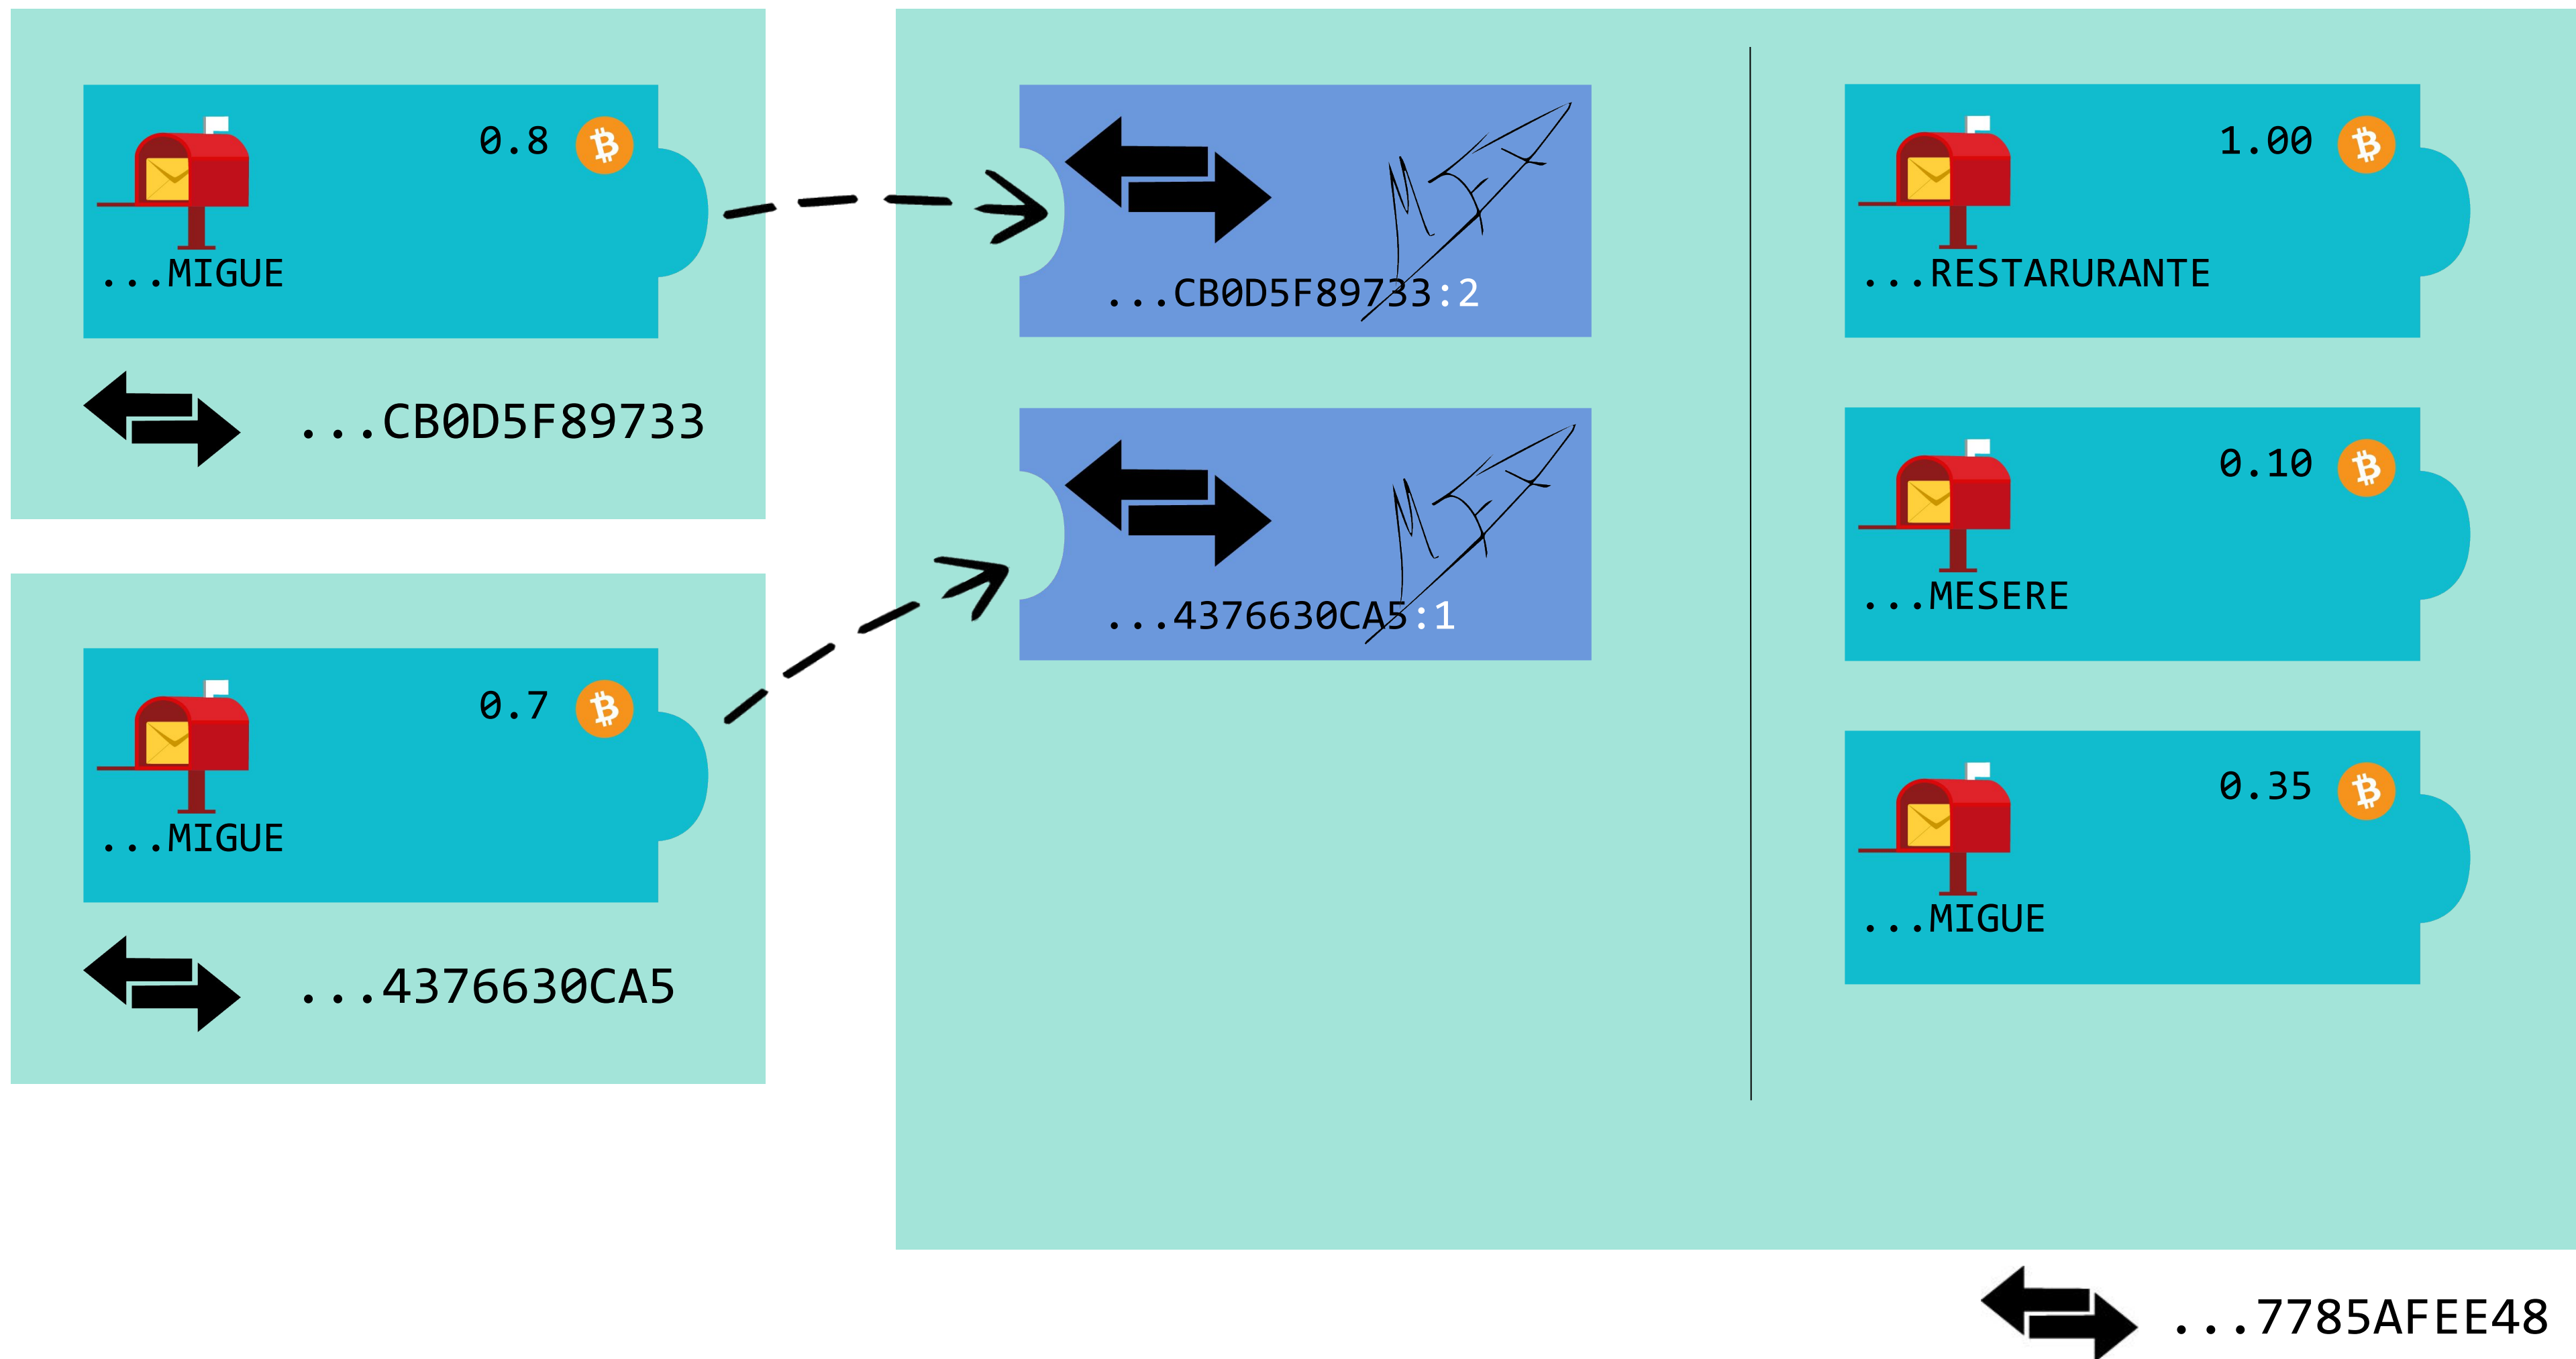 0.8
...MIGUE
...CB0D5F89733
0.7
...MIGUE
...4376630CA5
...CB0D5F89733:2
...4376630CA5:1
1.00
...RESTARURANTE
0.10
...MESERE
0.35
...MIGUE
...7785AFEE48